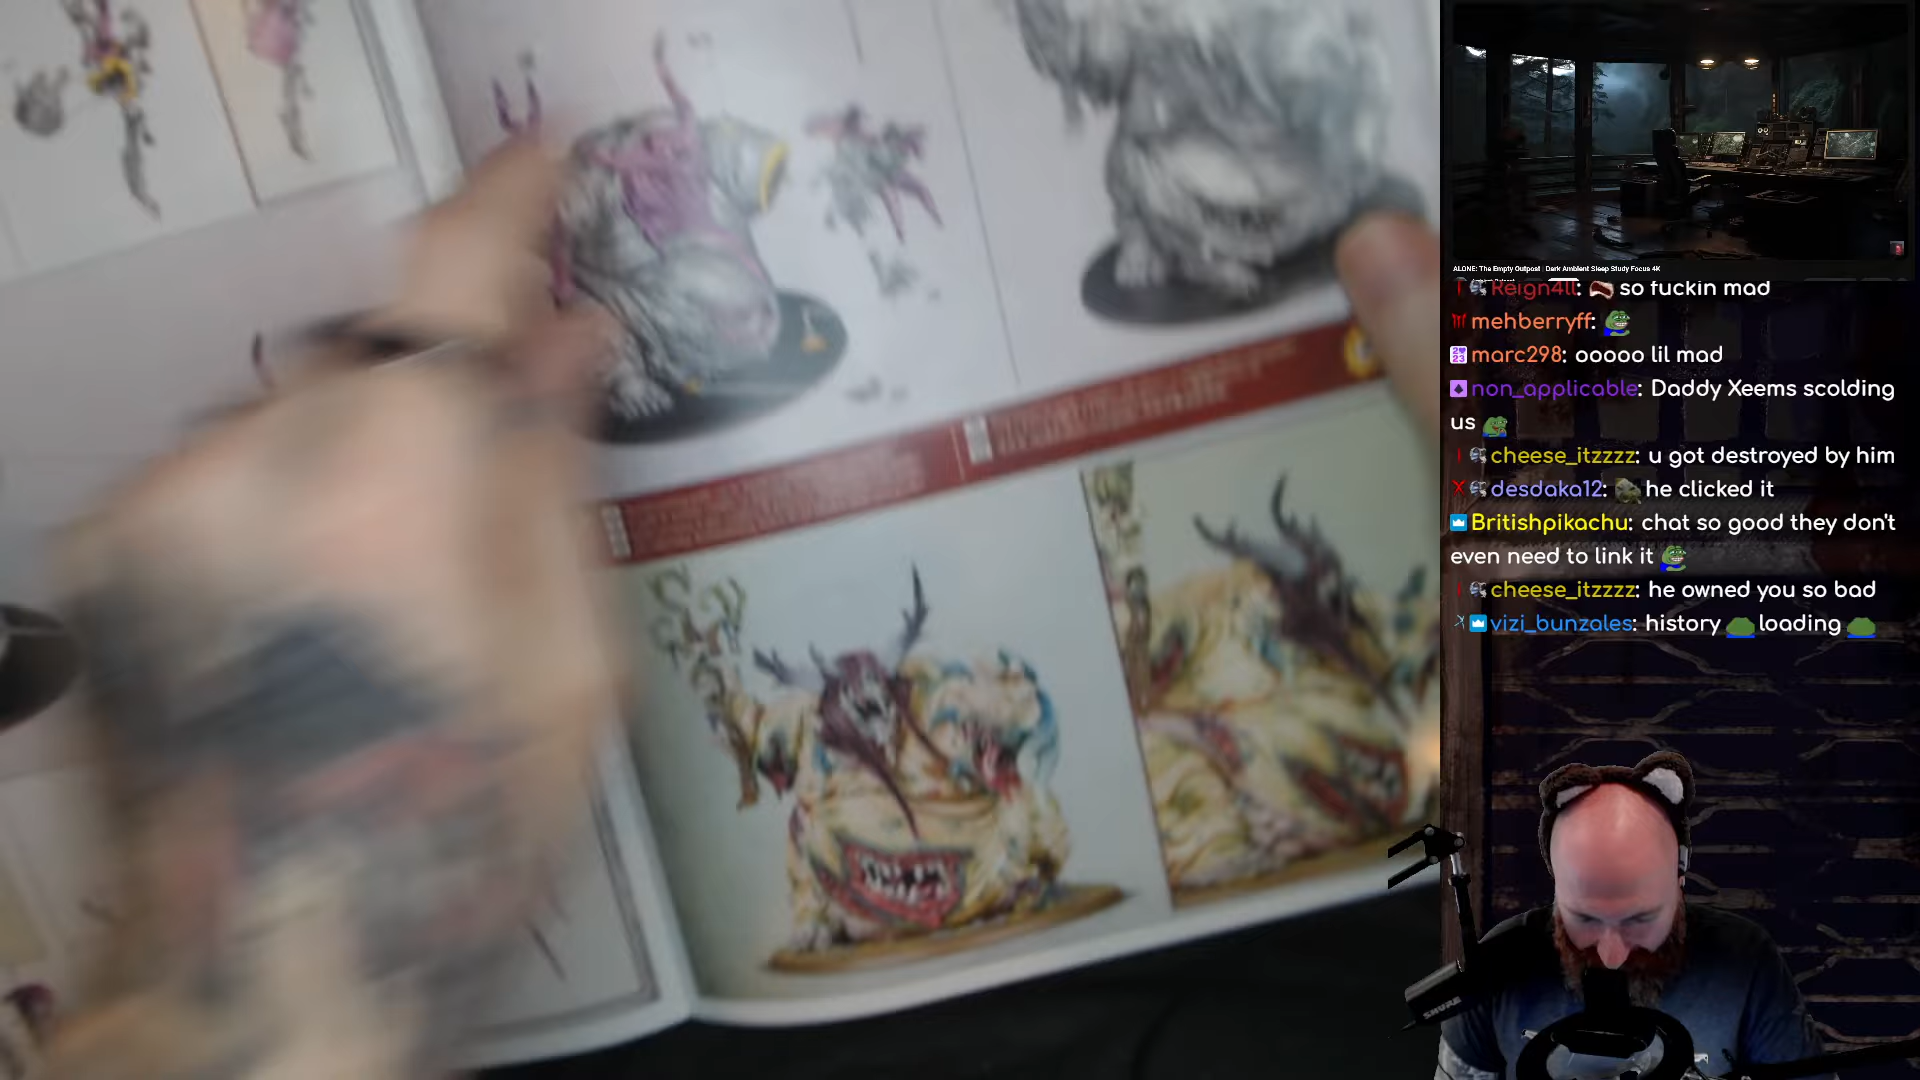 ALONE: The Empty Outpost | Dark Ambient Sleep Study Focus 4K
Reign4ll: so fuckin mad
mehberryff:
marc298: ooooo lil mad
non_applicable: Daddy Xeems scolding
us
cheese_itzzzz: u got destroyed by him
desdaka12: he clicked it
Britishpikachu: chat so good they don't
even need to link it
cheese_itzzzz: he owned you so bad
vizi_bunzales: history loading
SHURE